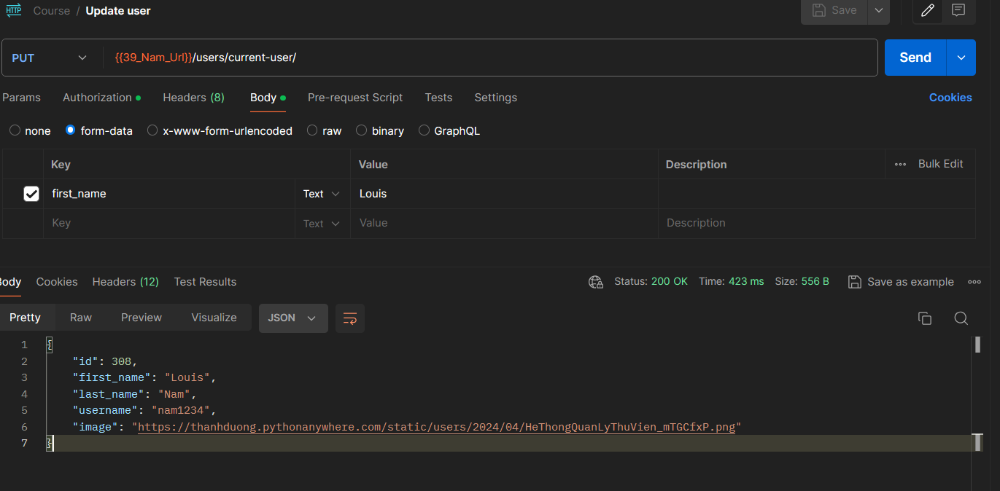 HTTP Course / Update user Save
PUT {{39_Nam_Url}}/users/current-user/ Send
Params Authorization Headers (8) Body Pre-request Script Tests Settings Cookies
none form-data x-www-form-urlencoded raw binary GraphQL
Key Value Description Bulk Edit
first_name Text Louis
Key Text Value Description
Body Cookies Headers (12) Test Results Status: 200 OK Time: 423 ms Size: 556 B Save as example
Pretty Raw Preview Visualize JSON
1 {
2 "id": 308,
3 "first_name": "Louis",
4 "last_name": "Nam",
5 "username": "nam1234",
6 "image": "https://thanhduong.pythonanywhere.com/static/users/2024/04/HeThongQuanLyThuVien_mTGCfxP.png"
7 }